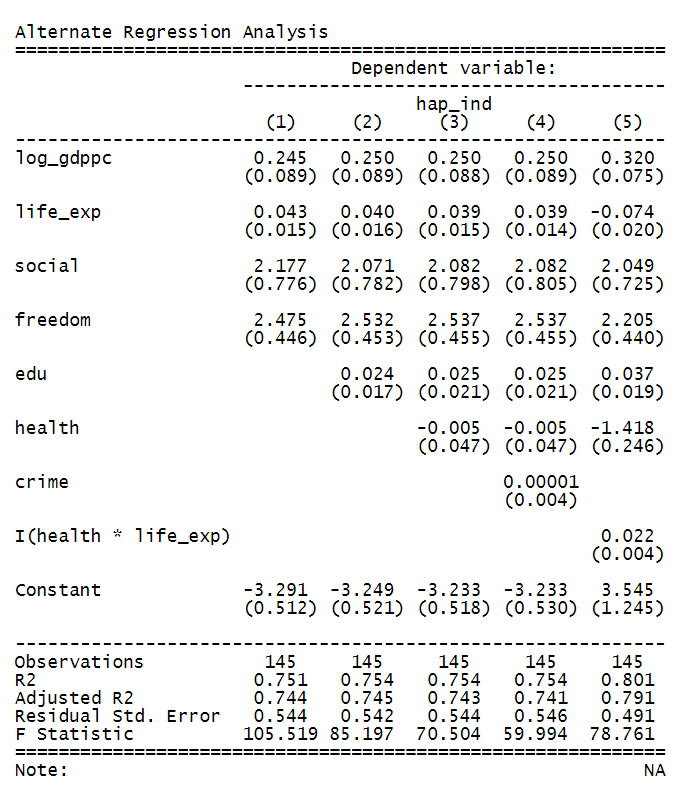 Alternate Regression Analysis
=============================================================
Dependent variable:
---------------------------------------
hap_ind
(1) (2) (3) (4) (5)
-------------------------------------------------------------
log_gdppc 0.245 0.250 0.250 0.250 0.320
(0.089) (0.089) (0.088) (0.089) (0.075)
life_exp 0.043 0.040 0.039 0.039 -0.074
(0.015) (0.016) (0.015) (0.014) (0.020)
social 2.177 2.071 2.082 2.082 2.049
(0.776) (0.782) (0.798) (0.805) (0.725)
freedom 2.475 2.532 2.537 2.537 2.205
(0.446) (0.453) (0.455) (0.455) (0.440)
edu 0.024 0.025 0.025 0.037
(0.017) (0.021) (0.021) (0.019)
health -0.005 -0.005 -1.418
(0.047) (0.047) (0.246)
crime 0.00001
(0.004)
I(health * life_exp) 0.022
(0.004)
Constant -3.291 -3.249 -3.233 -3.233 3.545
(0.512) (0.521) (0.518) (0.530) (1.245)
-------------------------------------------------------------
Observations 145 145 145 145 145
R2 0.751 0.754 0.754 0.754 0.801
Adjusted R2 0.744 0.745 0.743 0.741 0.791
Residual Std. Error 0.544 0.542 0.544 0.546 0.491
F Statistic 105.519 85.197 70.504 59.994 78.761
=============================================================
Note: NA